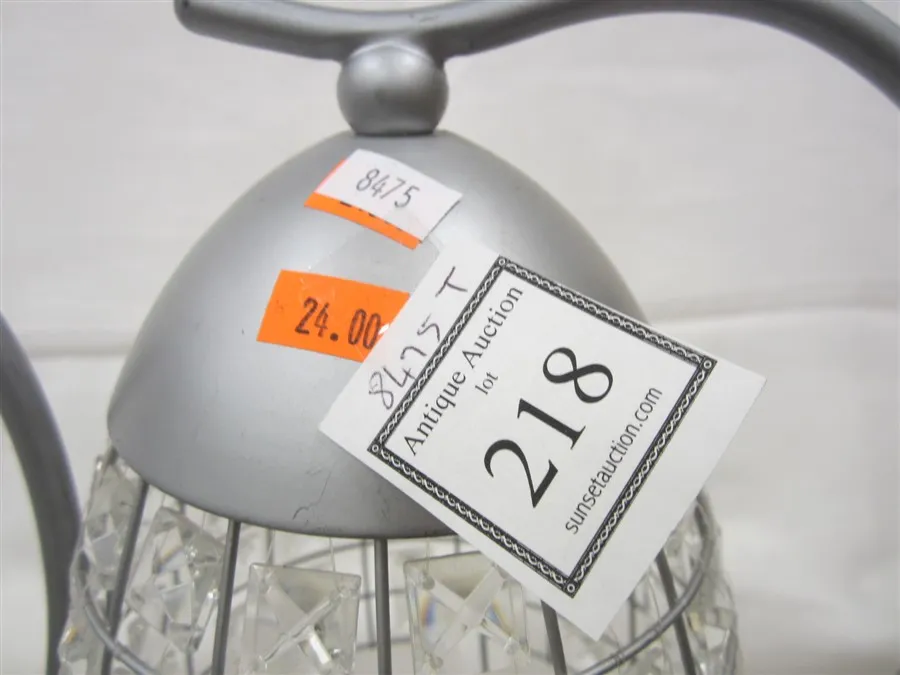 8475
24.00
8475 T
Antique Auction
lot
218
sunsetauction.com